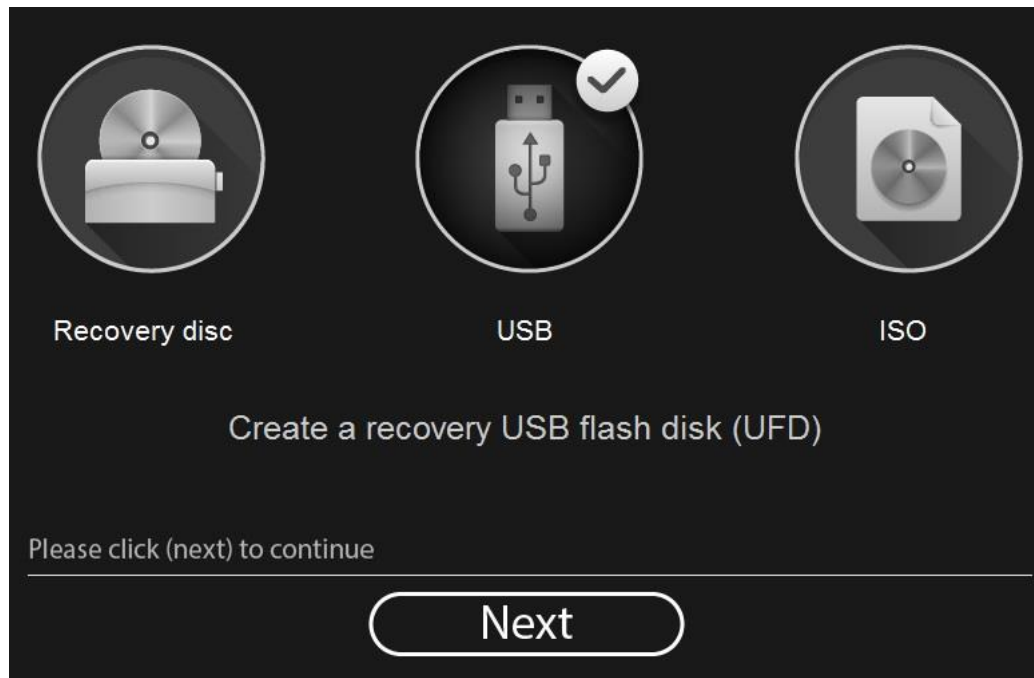 Recovery disc
USB
ISO
Create a recovery USB flash disk (UFD)
Please click (next) to continue
Next